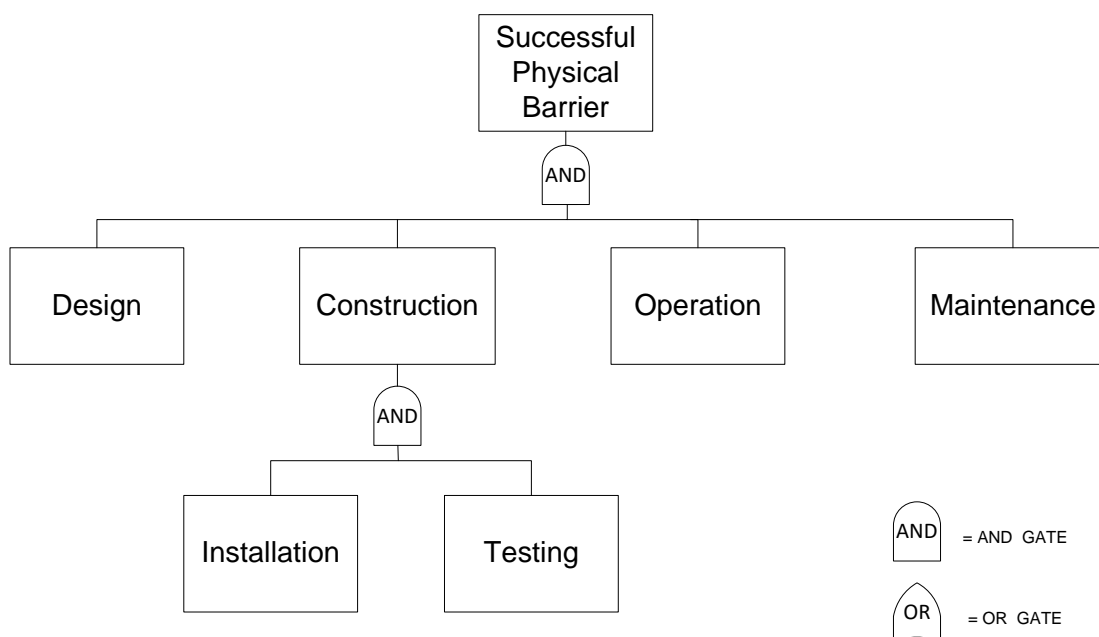 Successful
Physical
Barrier
AND
Design
Construction
Operation
Maintenance
AND
Installation
Testing
AND
= AND GATE
OR
= OR GATE